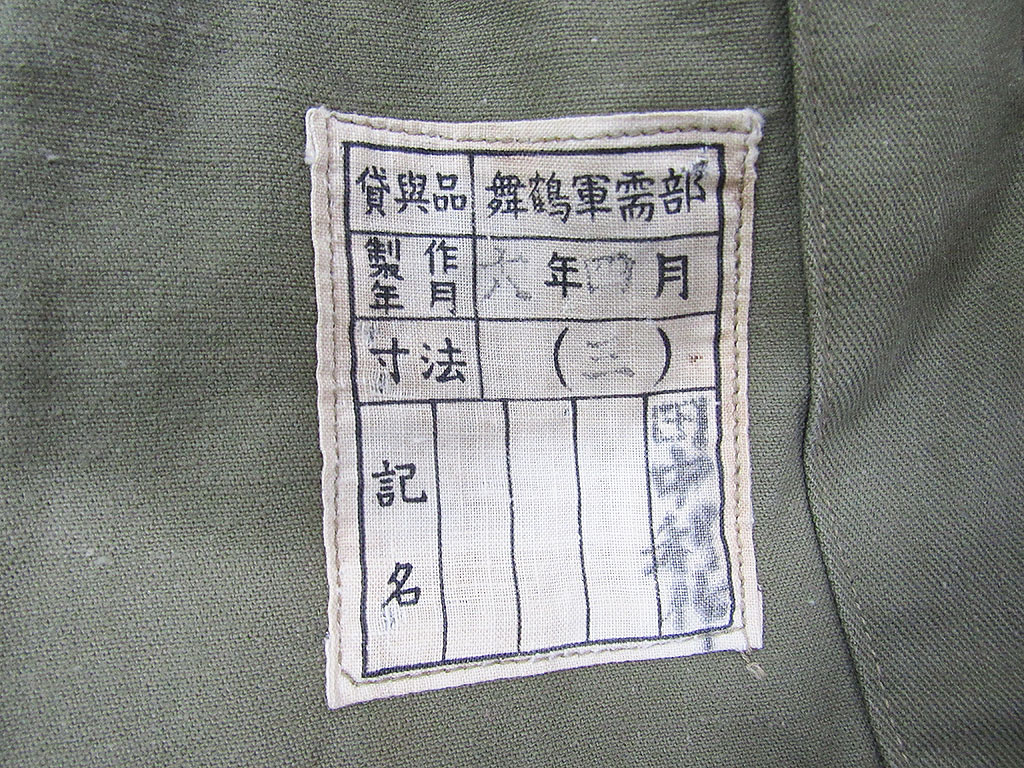 貸與品 舞鶴軍需部
製作年月 六年四月
寸法 (三)
記名